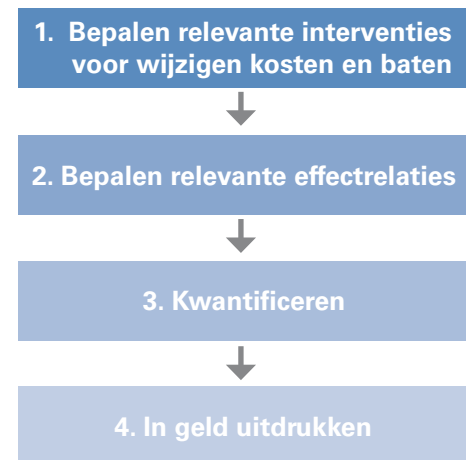 1. Bepalen relevante interventies
voor wijzigen kosten en baten
2. Bepalen relevante effectrelaties
3. Kwantificeren
4. In geld uitdrukken